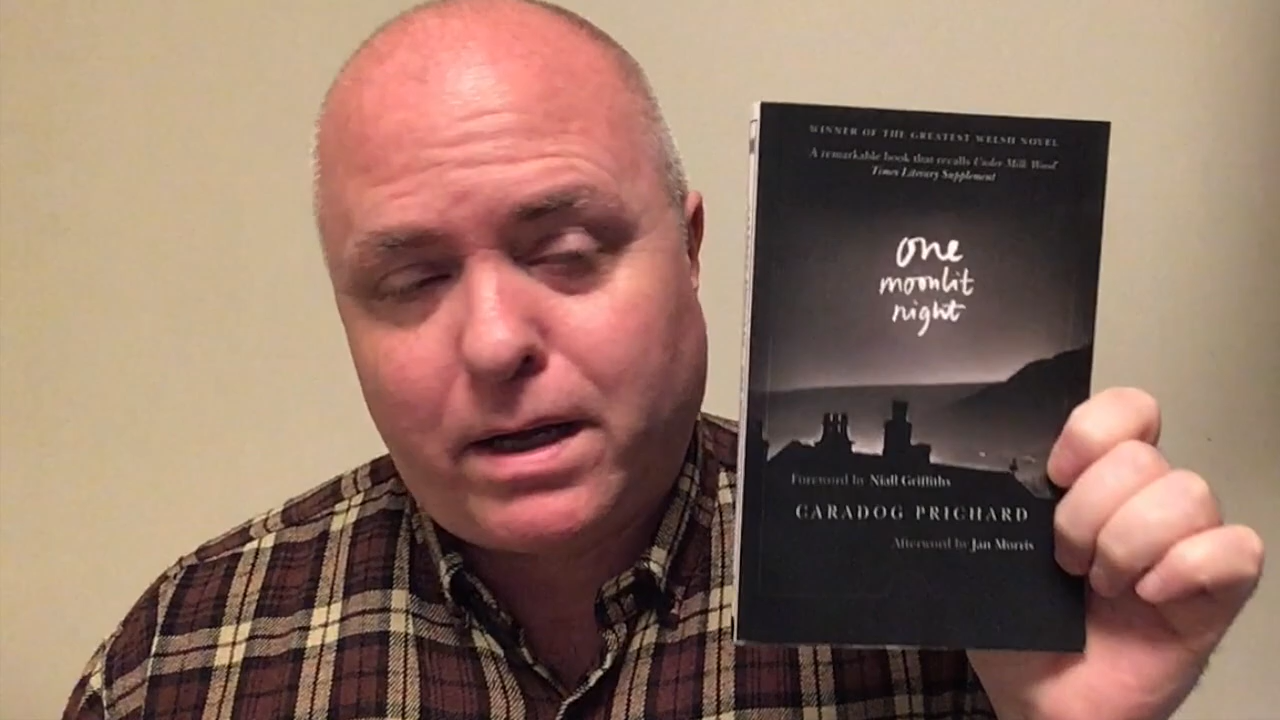 WINNER OF THE GREATEST WELSH NOVEL
A remarkable book that recalls Under Milk Wood'
Times Literary Supplement
one
moonlit
night
Foreword by Niall Griffiths
CARADOG PRICHARD
Afterword by Jan Morris